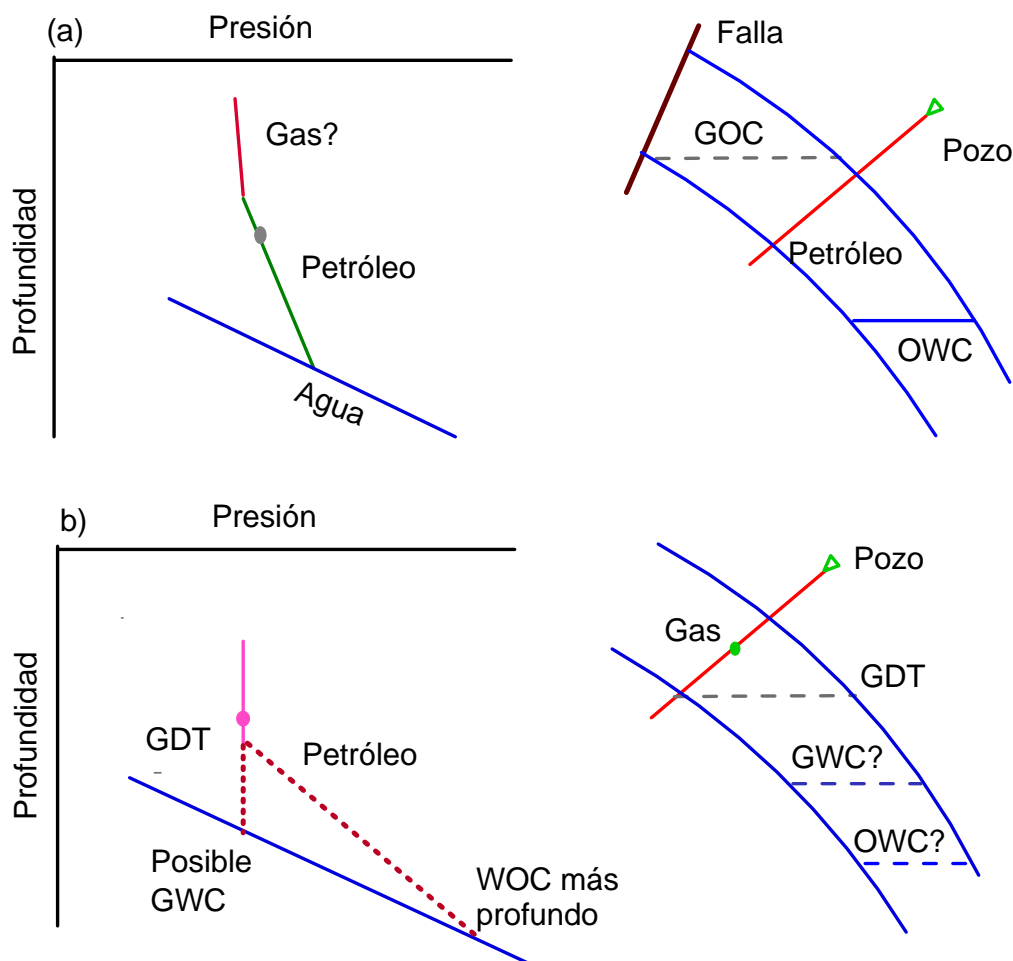 (a)
Presión
Profundidad
Gas?
Petróleo
Agua
Falla
GOC
Pozo
Petróleo
OWC
b)
Presión
Profundidad
GDT
Petróleo
Posible
GWC
WOC más
profundo
Pozo
Gas
GDT
GWC?
OWC?